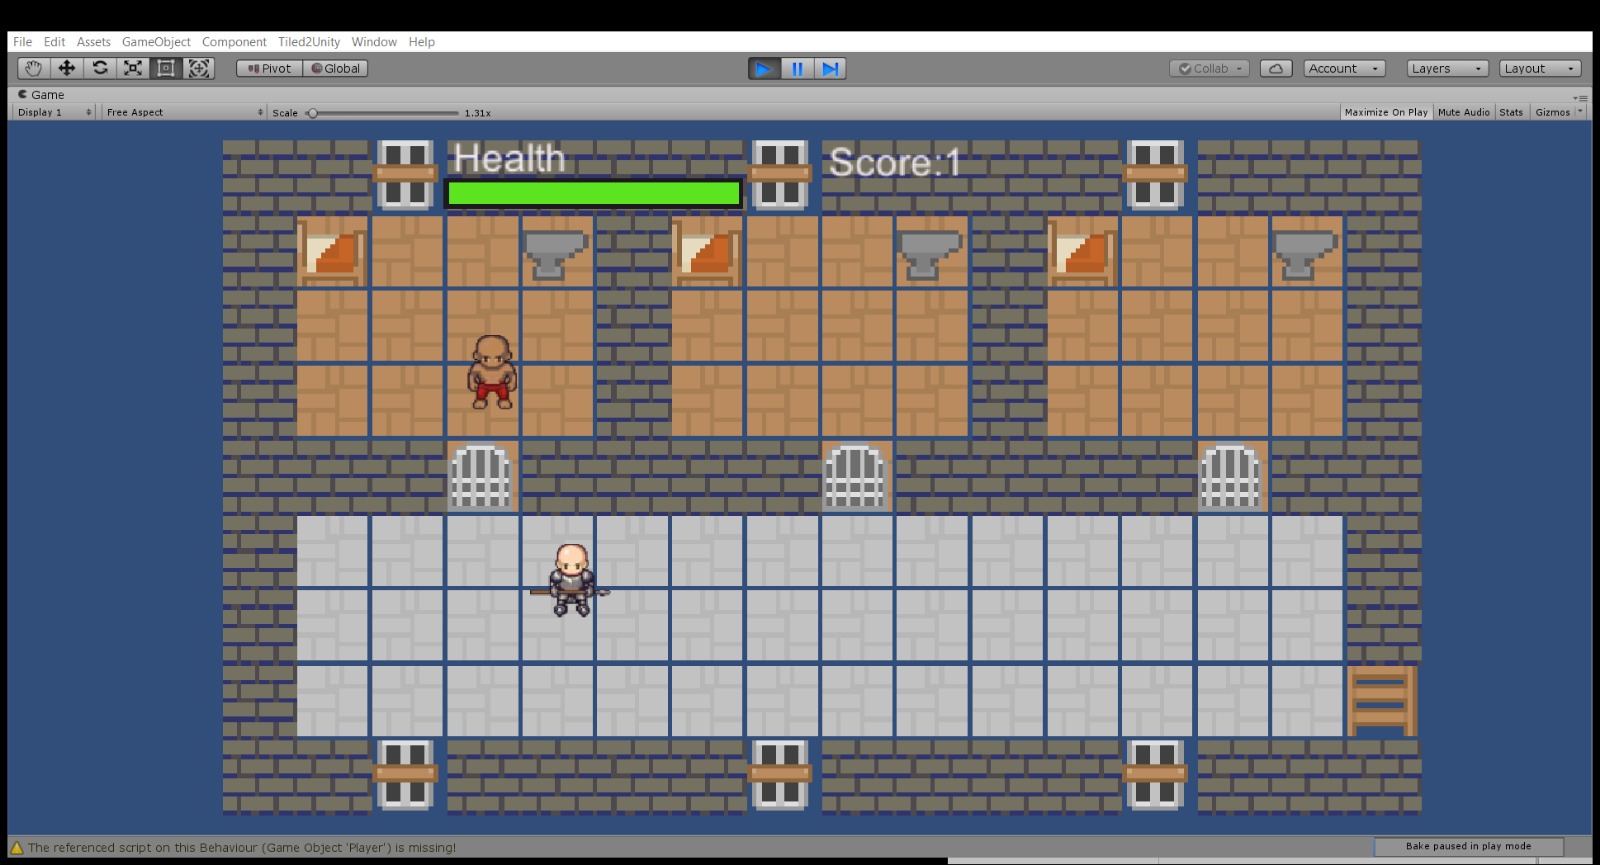 File Edit Assets GameObject Component Tiled2Unity Window Help
Pivot Global Collab Account Layers Layout
Game
Display 1 Free Aspect Scale 1.31x Maximize On Play Mute Audio Stats Gizmos
Health Score:1
The referenced script on this Behaviour (Game Object 'Player') is missing! Bake paused in play mode